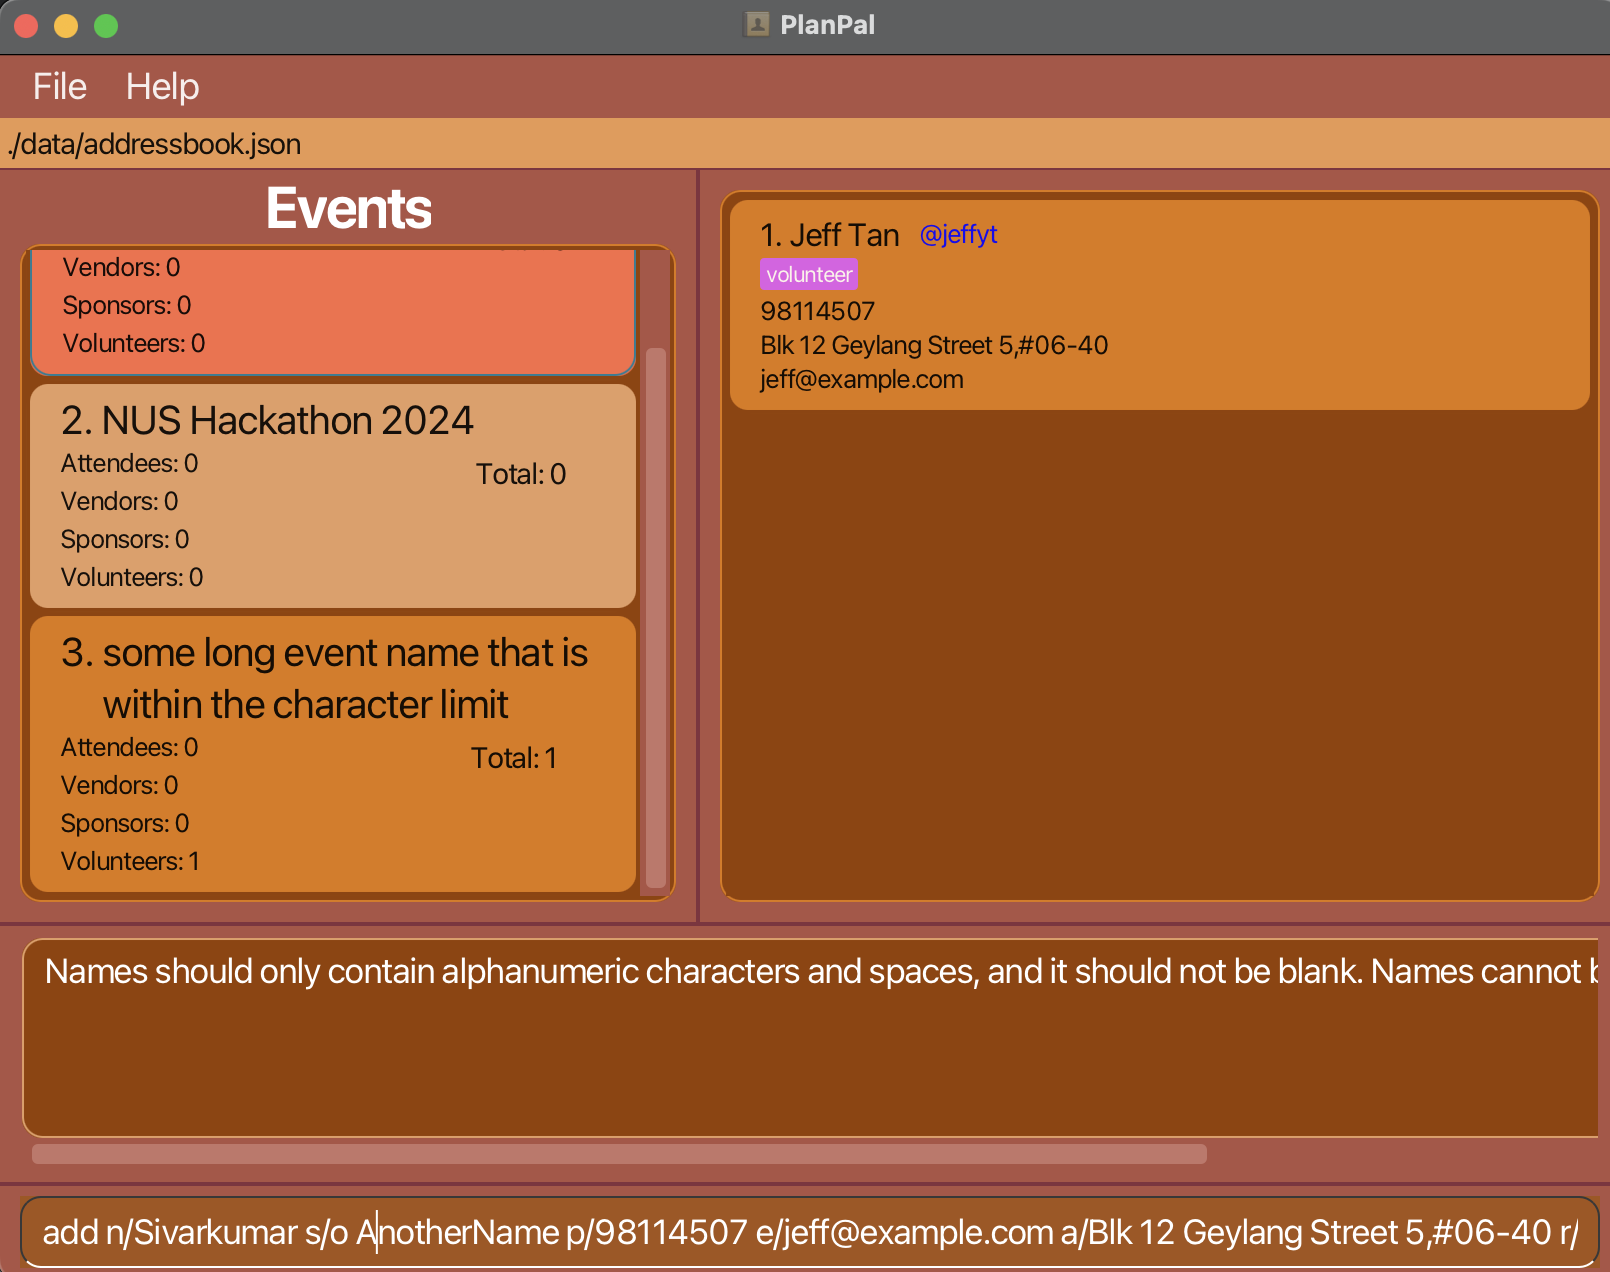 PlanPal
File Help
./data/addressbook.json
Events
Vendors: 0
Sponsors: 0
Volunteers: 0
2. NUS Hackathon 2024
Attendees: 0
Total: 0
Vendors: 0
Sponsors: 0
Volunteers: 0
3. some long event name that is
within the character limit
Attendees: 0
Total: 1
Vendors: 0
Sponsors: 0
Volunteers: 1
1. Jeff Tan @jeffyt
volunteer
98114507
Blk 12 Geylang Street 5,#06-40
jeff@example.com
Names should only contain alphanumeric characters and spaces, and it should not be blank. Names cannot
add n/Sivarkumar s/o AnotherName p/98114507 e/jeff@example.com a/Blk 12 Geylang Street 5,#06-40 r/